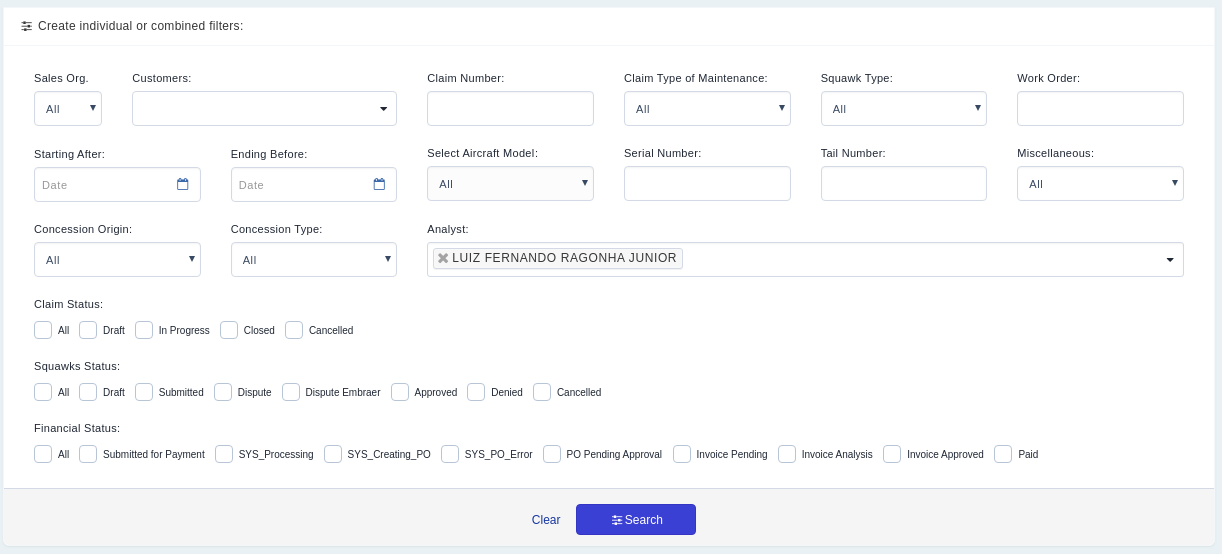 Create individual or combined filters:
Sales Org. Customers: Claim Number: Claim Type of Maintenance: Squawk Type: Work Order:
All All All
Starting After: Ending Before: Select Aircraft Model: Serial Number: Tail Number: Miscellaneous:
Date Date All All
Concession Origin: Concession Type: Analyst:
All All LUIZ FERNANDO RAGONHA JUNIOR
Claim Status:
All Draft In Progress Closed Cancelled
Squawks Status:
All Draft Submitted Dispute Dispute Embraer Approved Denied Cancelled
Financial Status:
All Submitted for Payment SYS_Processing SYS_Creating_PO SYS_PO_Error PO Pending Approval Invoice Pending Invoice Analysis Invoice Approved Paid
Clear Search